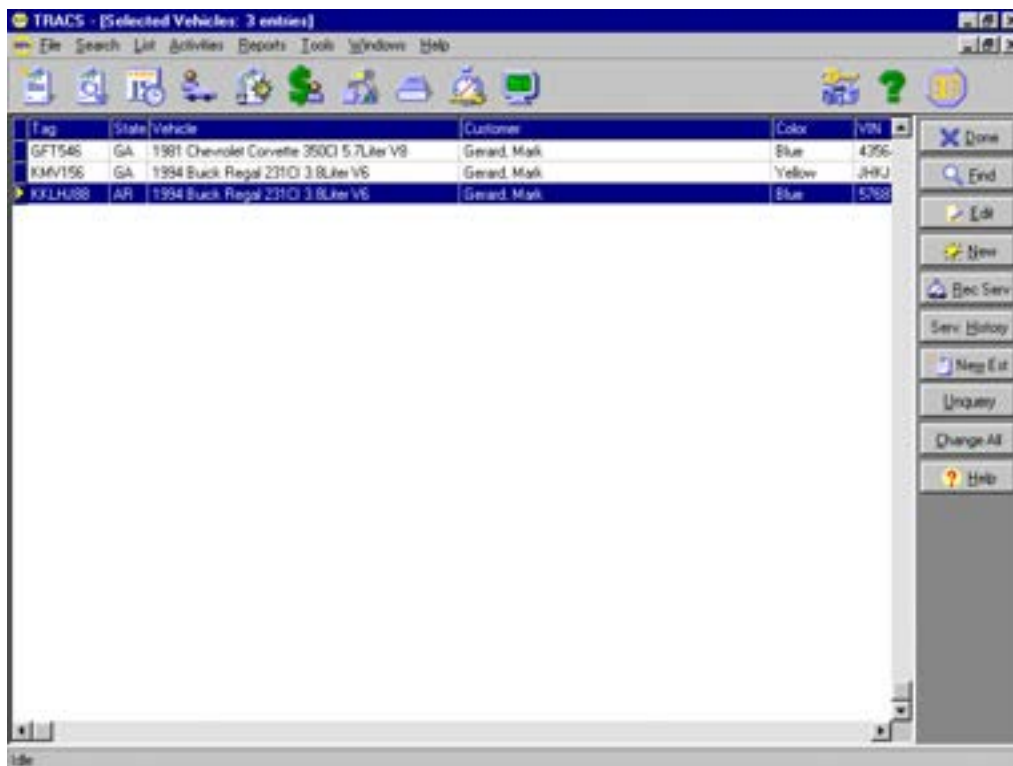 TRACS - [Selected Vehicles: 3 entries]
File Search List Activities Reports Tools Windows Help
Tag State Vehicle Customer Color VIN
GFT546 GA 1981 Chevrolet Corvette 350CI 5.7Liter V8 Gerard, Mark Blue 4356
KMV156 GA 1994 Buick Regal 231CI 3.8Liter V6 Gerard, Mark Yellow JHKJ
KKLHJ88 AR 1994 Buick Regal 231CI 3.8Liter V6 Gerard, Mark Blue 5768
Done
Find
Edit
New
Rec Serv
Serv. History
New Est
Unquery
Change All
Help
Idle